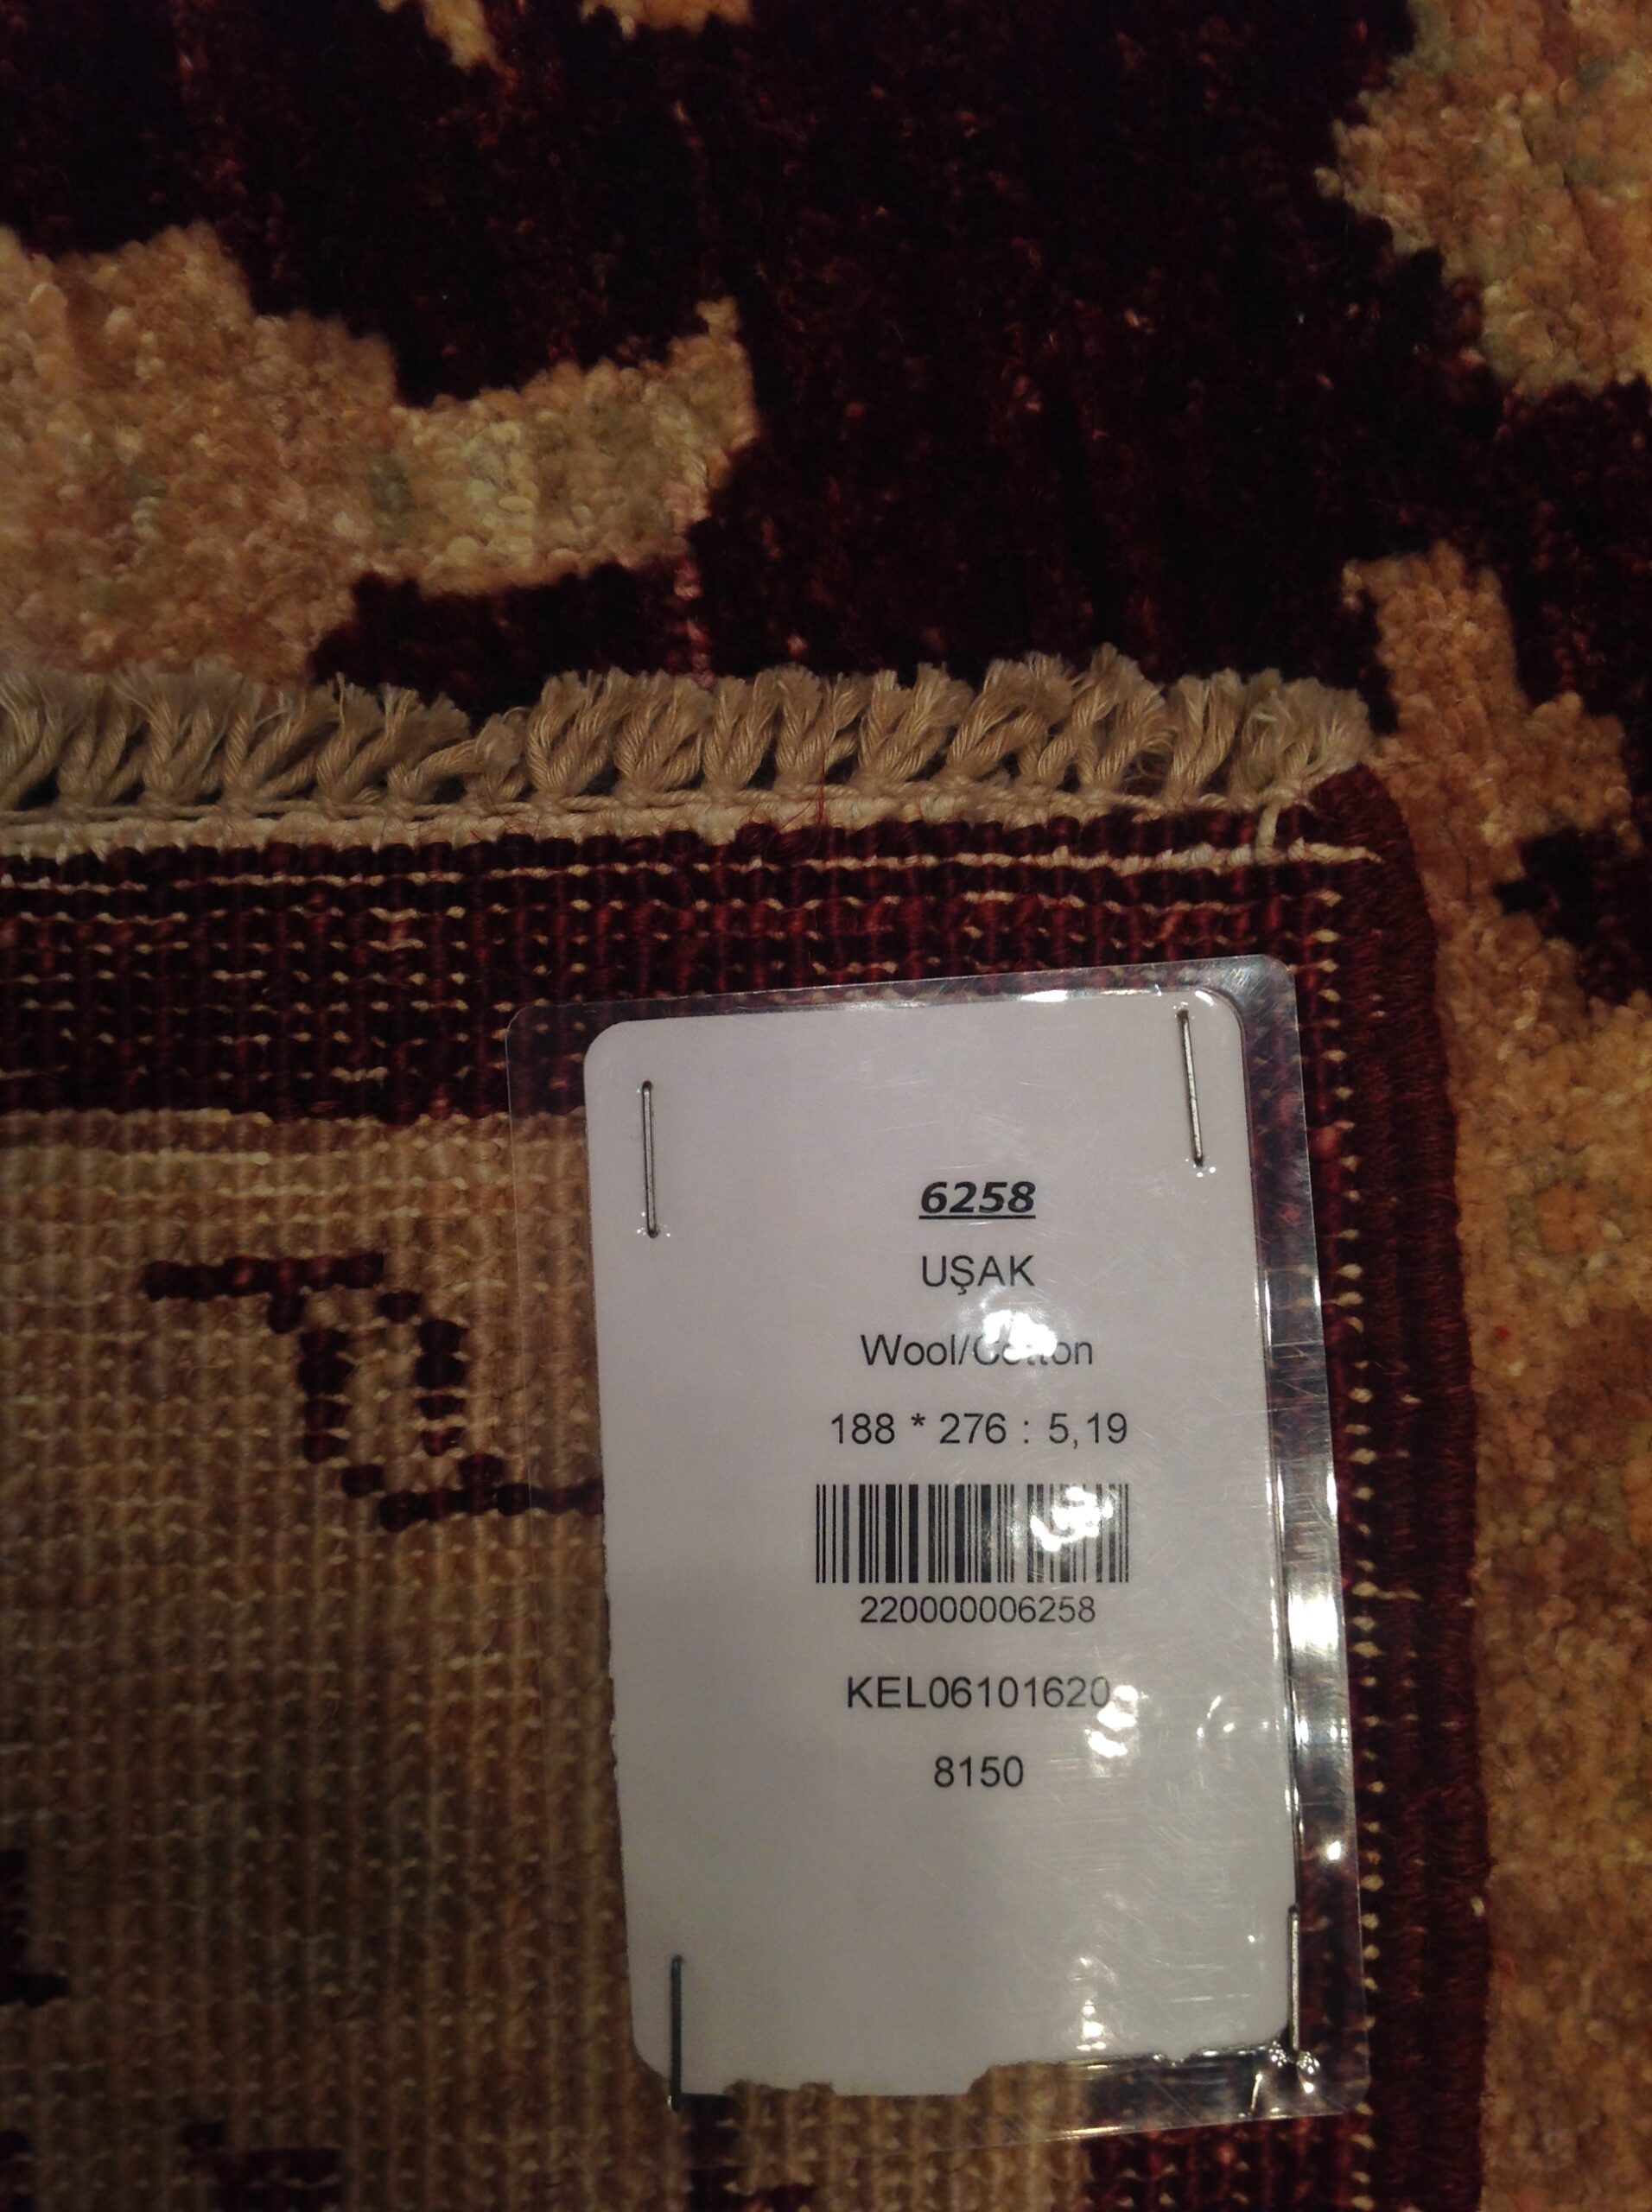 6258
UŞAK
Wool/Cotton
188 * 276 : 5,19
220000006258
KEL06101620
8150